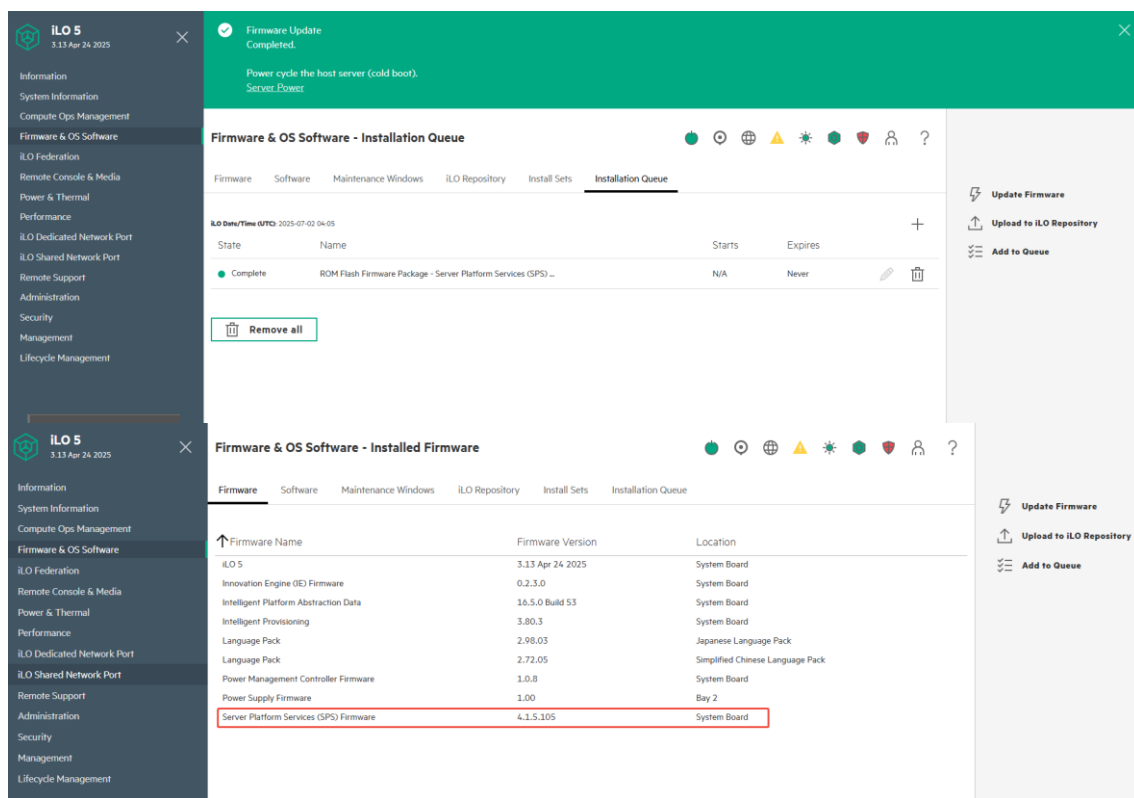 iLO 5
3.13 Apr 24 2025
Information
System Information
Compute Ops Management
Firmware & OS Software
iLO Federation
Remote Console & Media
Power & Thermal
Performance
iLO Dedicated Network Port
iLO Shared Network Port
Remote Support
Administration
Security
Management
Lifecycle Management
Firmware Update
Completed.
Power cycle the host server (cold boot).
Server Power
Firmware & OS Software - Installation Queue
Firmware Software Maintenance Windows iLO Repository Install Sets Installation Queue
iLO Date/Time (UTC): 2025-07-02 04:05
State Name Starts Expires
Complete ROM Flash Firmware Package - Server Platform Services (SPS) ... N/A Never
Remove all
Update Firmware
Upload to iLO Repository
Add to Queue
iLO 5
3.13 Apr 24 2025
Information
System Information
Compute Ops Management
Firmware & OS Software
iLO Federation
Remote Console & Media
Power & Thermal
Performance
iLO Dedicated Network Port
iLO Shared Network Port
Remote Support
Administration
Security
Management
Lifecycle Management
Firmware & OS Software - Installed Firmware
Firmware Software Maintenance Windows iLO Repository Install Sets Installation Queue
Firmware Name Firmware Version Location
iLO 5 3.13 Apr 24 2025 System Board
Innovation Engine (IE) Firmware 0.2.3.0 System Board
Intelligent Platform Abstraction Data 16.5.0 Build 53 System Board
Intelligent Provisioning 3.80.3 System Board
Language Pack 2.98.03 Japanese Language Pack
Language Pack 2.72.05 Simplified Chinese Language Pack
Power Management Controller Firmware 1.0.8 System Board
Power Supply Firmware 1.00 Bay 2
Server Platform Services (SPS) Firmware 4.1.5.105 System Board
Update Firmware
Upload to iLO Repository
Add to Queue